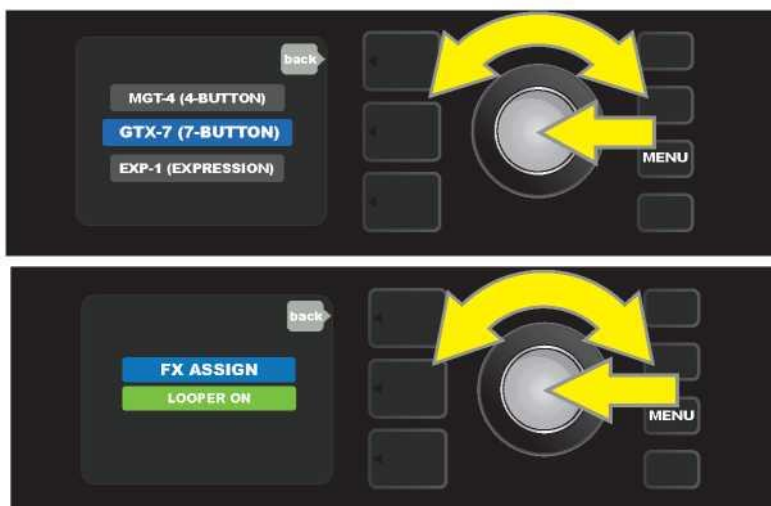 back
MGT-4 (4-BUTTON)
GTX-7 (7-BUTTON)
EXP-1 (EXPRESSION)
MENU
back
FX ASSIGN
LOOPER ON
MENU